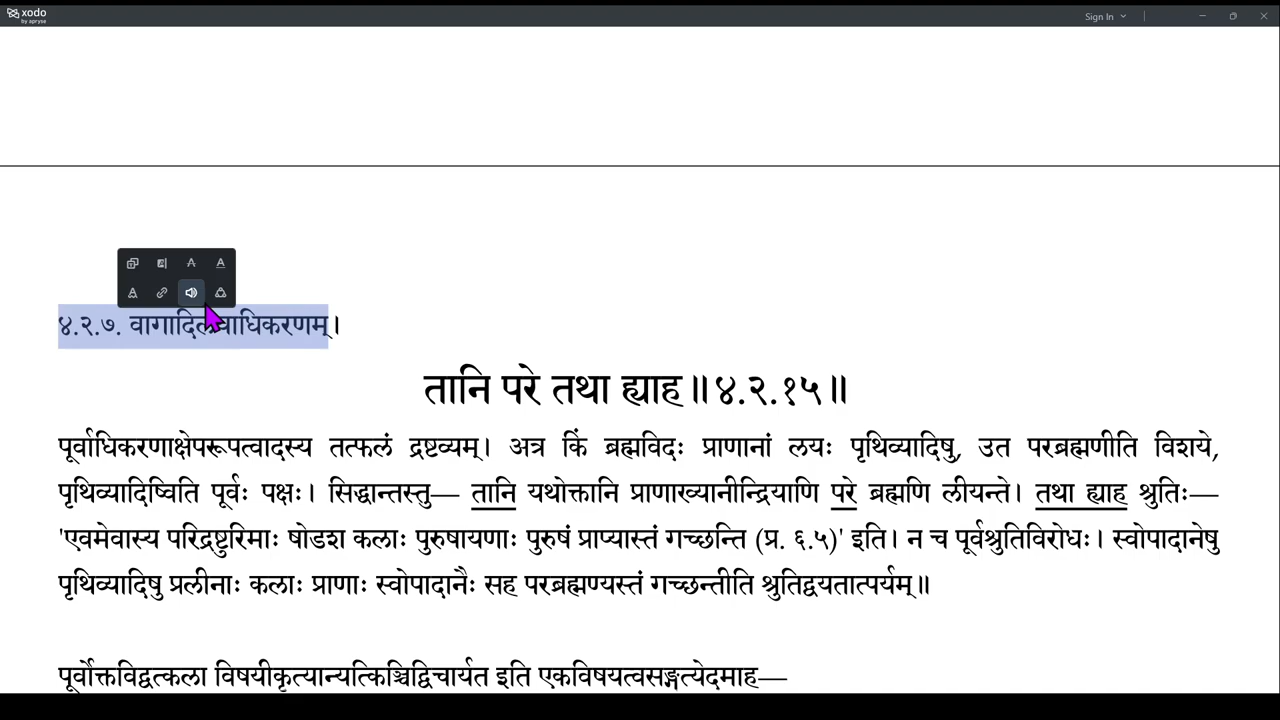 xodo
by apryse
Sign In
४.२.७. वागादिलयाधिकरणम्।
तानि परे तथा ह्याह॥४.२.१५॥
पूर्वाधिकरणाक्षेपरूपत्वादस्य तत्फलं द्रष्टव्यम्। अत्र किं ब्रह्मविदः प्राणानां लयः पृथिव्यादिषु, उत परब्रह्मणीति विशये,
पृथिव्यादिष्विति पूर्वः पक्षः। सिद्धान्तस्तु— तानि यथोक्तानि प्राणाख्यानीन्द्रियाणि परे ब्रह्मणि लीयन्ते। तथा ह्याह श्रुतिः—
'एवमेवास्य परिद्रष्टुरिमाः षोडश कलाः पुरुषायणाः पुरुषं प्राप्यास्तं गच्छन्ति (प्र. ६.५)' इति। न च पूर्वश्रुतिविरोधः। स्वोपादानेषु
पृथिव्यादिषु प्रलीनाः कलाः प्राणाः स्वोपादानैः सह परब्रह्मण्यस्तं गच्छन्तीति श्रुतिद्वयतात्पर्यम्॥
पूर्वोक्तविद्वत्कला विषयीकृत्यान्यत्किञ्चिद्विचार्यत इति एकविषयत्वसङ्गत्येदमाह—